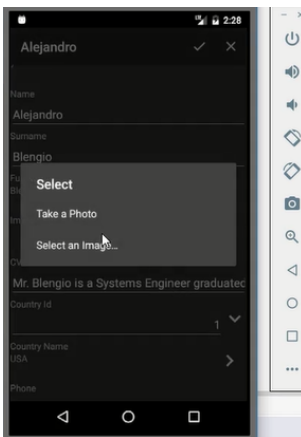 2:28
Alejandro
Name
Alejandro
Surname
Blengio
Select
Take a Photo
Select an Image...
Mr. Blengio is a Systems Engineer graduated
Country Id
1
Country Name
USA
Phone